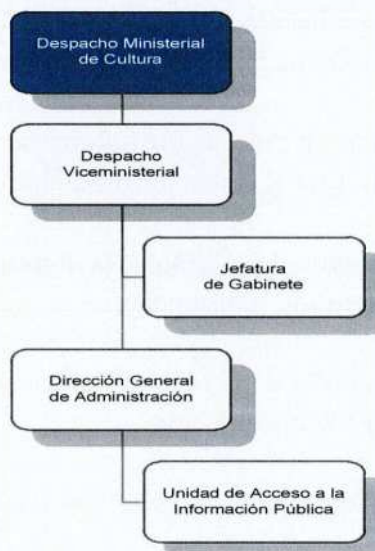 Despacho Ministerial
de Cultura
Despacho
Viceministerial
Jefatura
de Gabinete
Dirección General
de Administración
Unidad de Acceso a la
Información Pública